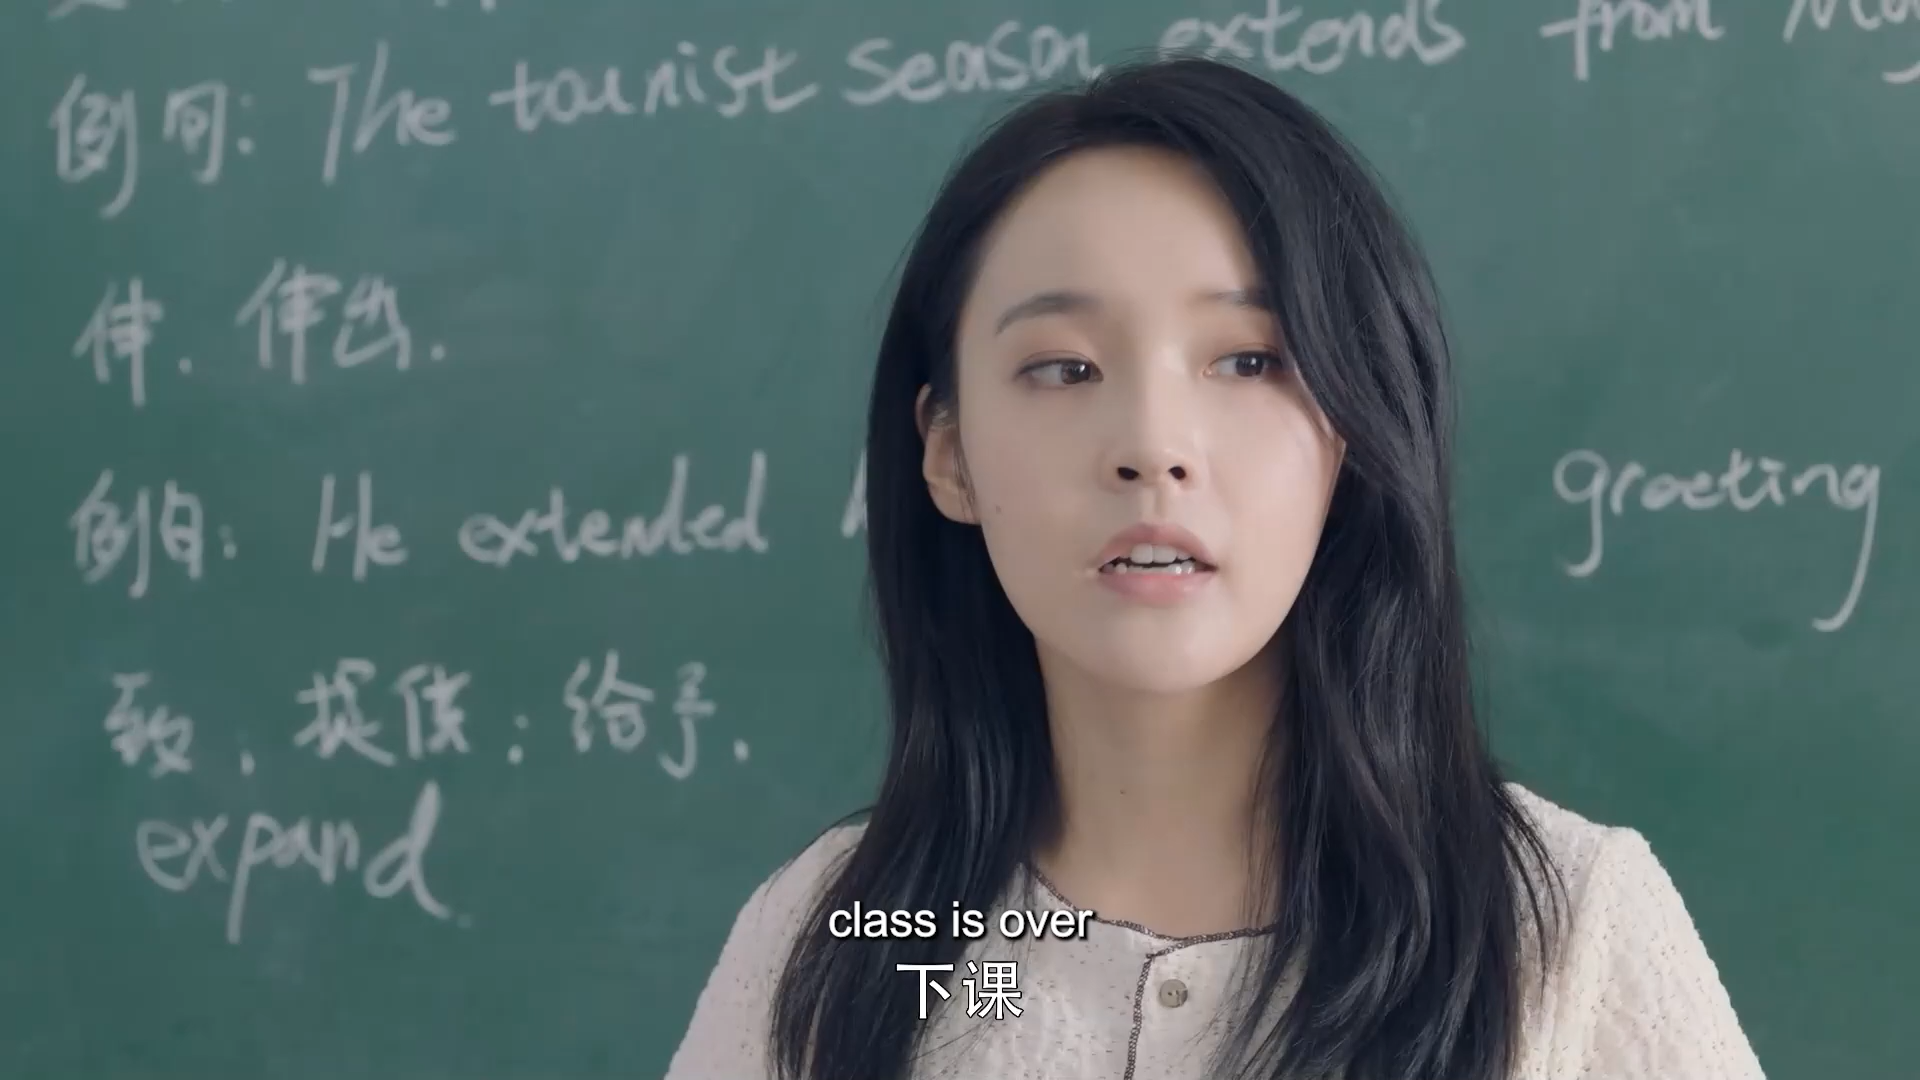 例句: The tourist season extends from
伸. 伸出.
例句: He extended greeting
致, 提供; 给予.
expand
class is over
下课